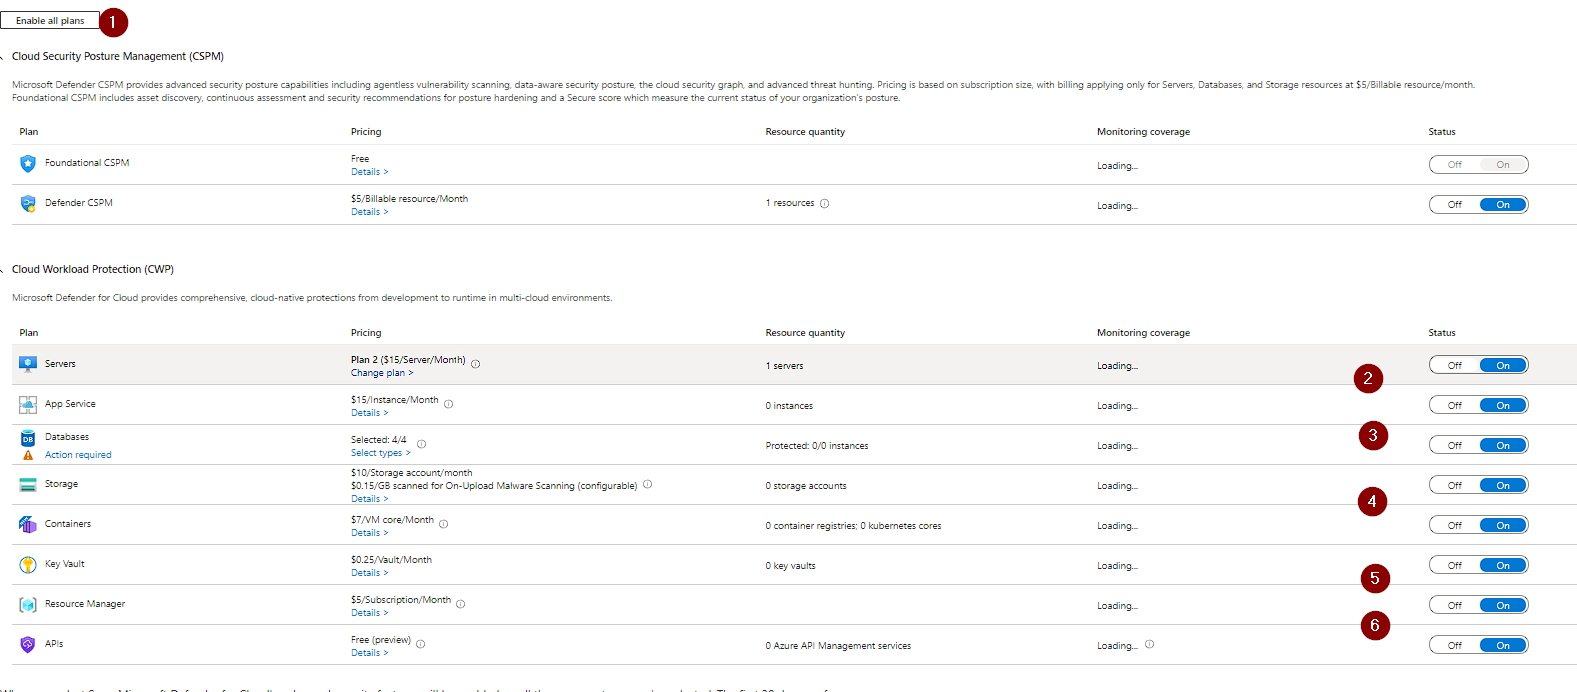 Enable all plans
1
Cloud Security Posture Management (CSPM)
Microsoft Defender CSPM provides advanced security posture capabilities including agentless vulnerability scanning, data-aware security posture, the cloud security graph, and advanced threat hunting. Pricing is based on subscription size, with billing applying only for Servers, Databases, and Storage resources at $5/Billable resource/month.
Foundational CSPM includes asset discovery, continuous assessment and security recommendations for posture hardening and a Secure score which measure the current status of your organization's posture.
Plan Pricing Resource quantity Monitoring coverage Status
Foundational CSPM Free Loading... Off On
Details >
Defender CSPM $5/Billable resource/Month 1 resources Loading... Off On
Details >
Cloud Workload Protection (CWP)
Microsoft Defender for Cloud provides comprehensive, cloud-native protections from development to runtime in multi-cloud environments.
Plan Pricing Resource quantity Monitoring coverage Status
Servers Plan 2 ($15/Server/Month) 1 servers Loading... Off On
Change plan >
2
App Service $15/Instance/Month 0 instances Loading... Off On
Details >
3
DB Databases Selected: 4/4 Protected: 0/0 instances Loading... Off On
Action required Select types >
$10/Storage account/month
Storage $0.15/GB scanned for On-Upload Malware Scanning (configurable) 0 storage accounts Loading... Off On
Details >
4
Containers $7/VM core/Month 0 container registries; 0 kubernetes cores Loading... Off On
Details >
Key Vault $0.25/Vault/Month 0 key vaults Loading... Off On
Details >
5
Resource Manager $5/Subscription/Month Loading... Off On
Details >
6
APIs Free (preview) 0 Azure API Management services Loading... Off On
Details >